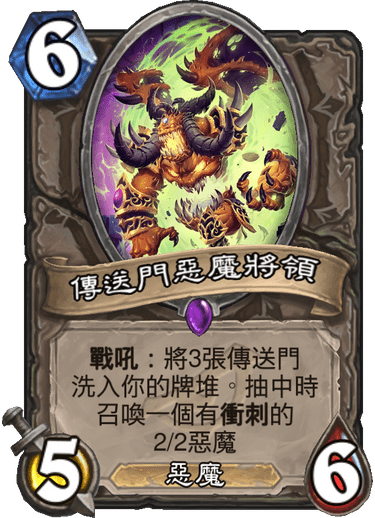 6
傳送門惡魔將領
戰吼：將3張傳送門
洗入你的牌堆。抽中時
召喚一個有衝刺的
2/2惡魔
5
惡魔
6